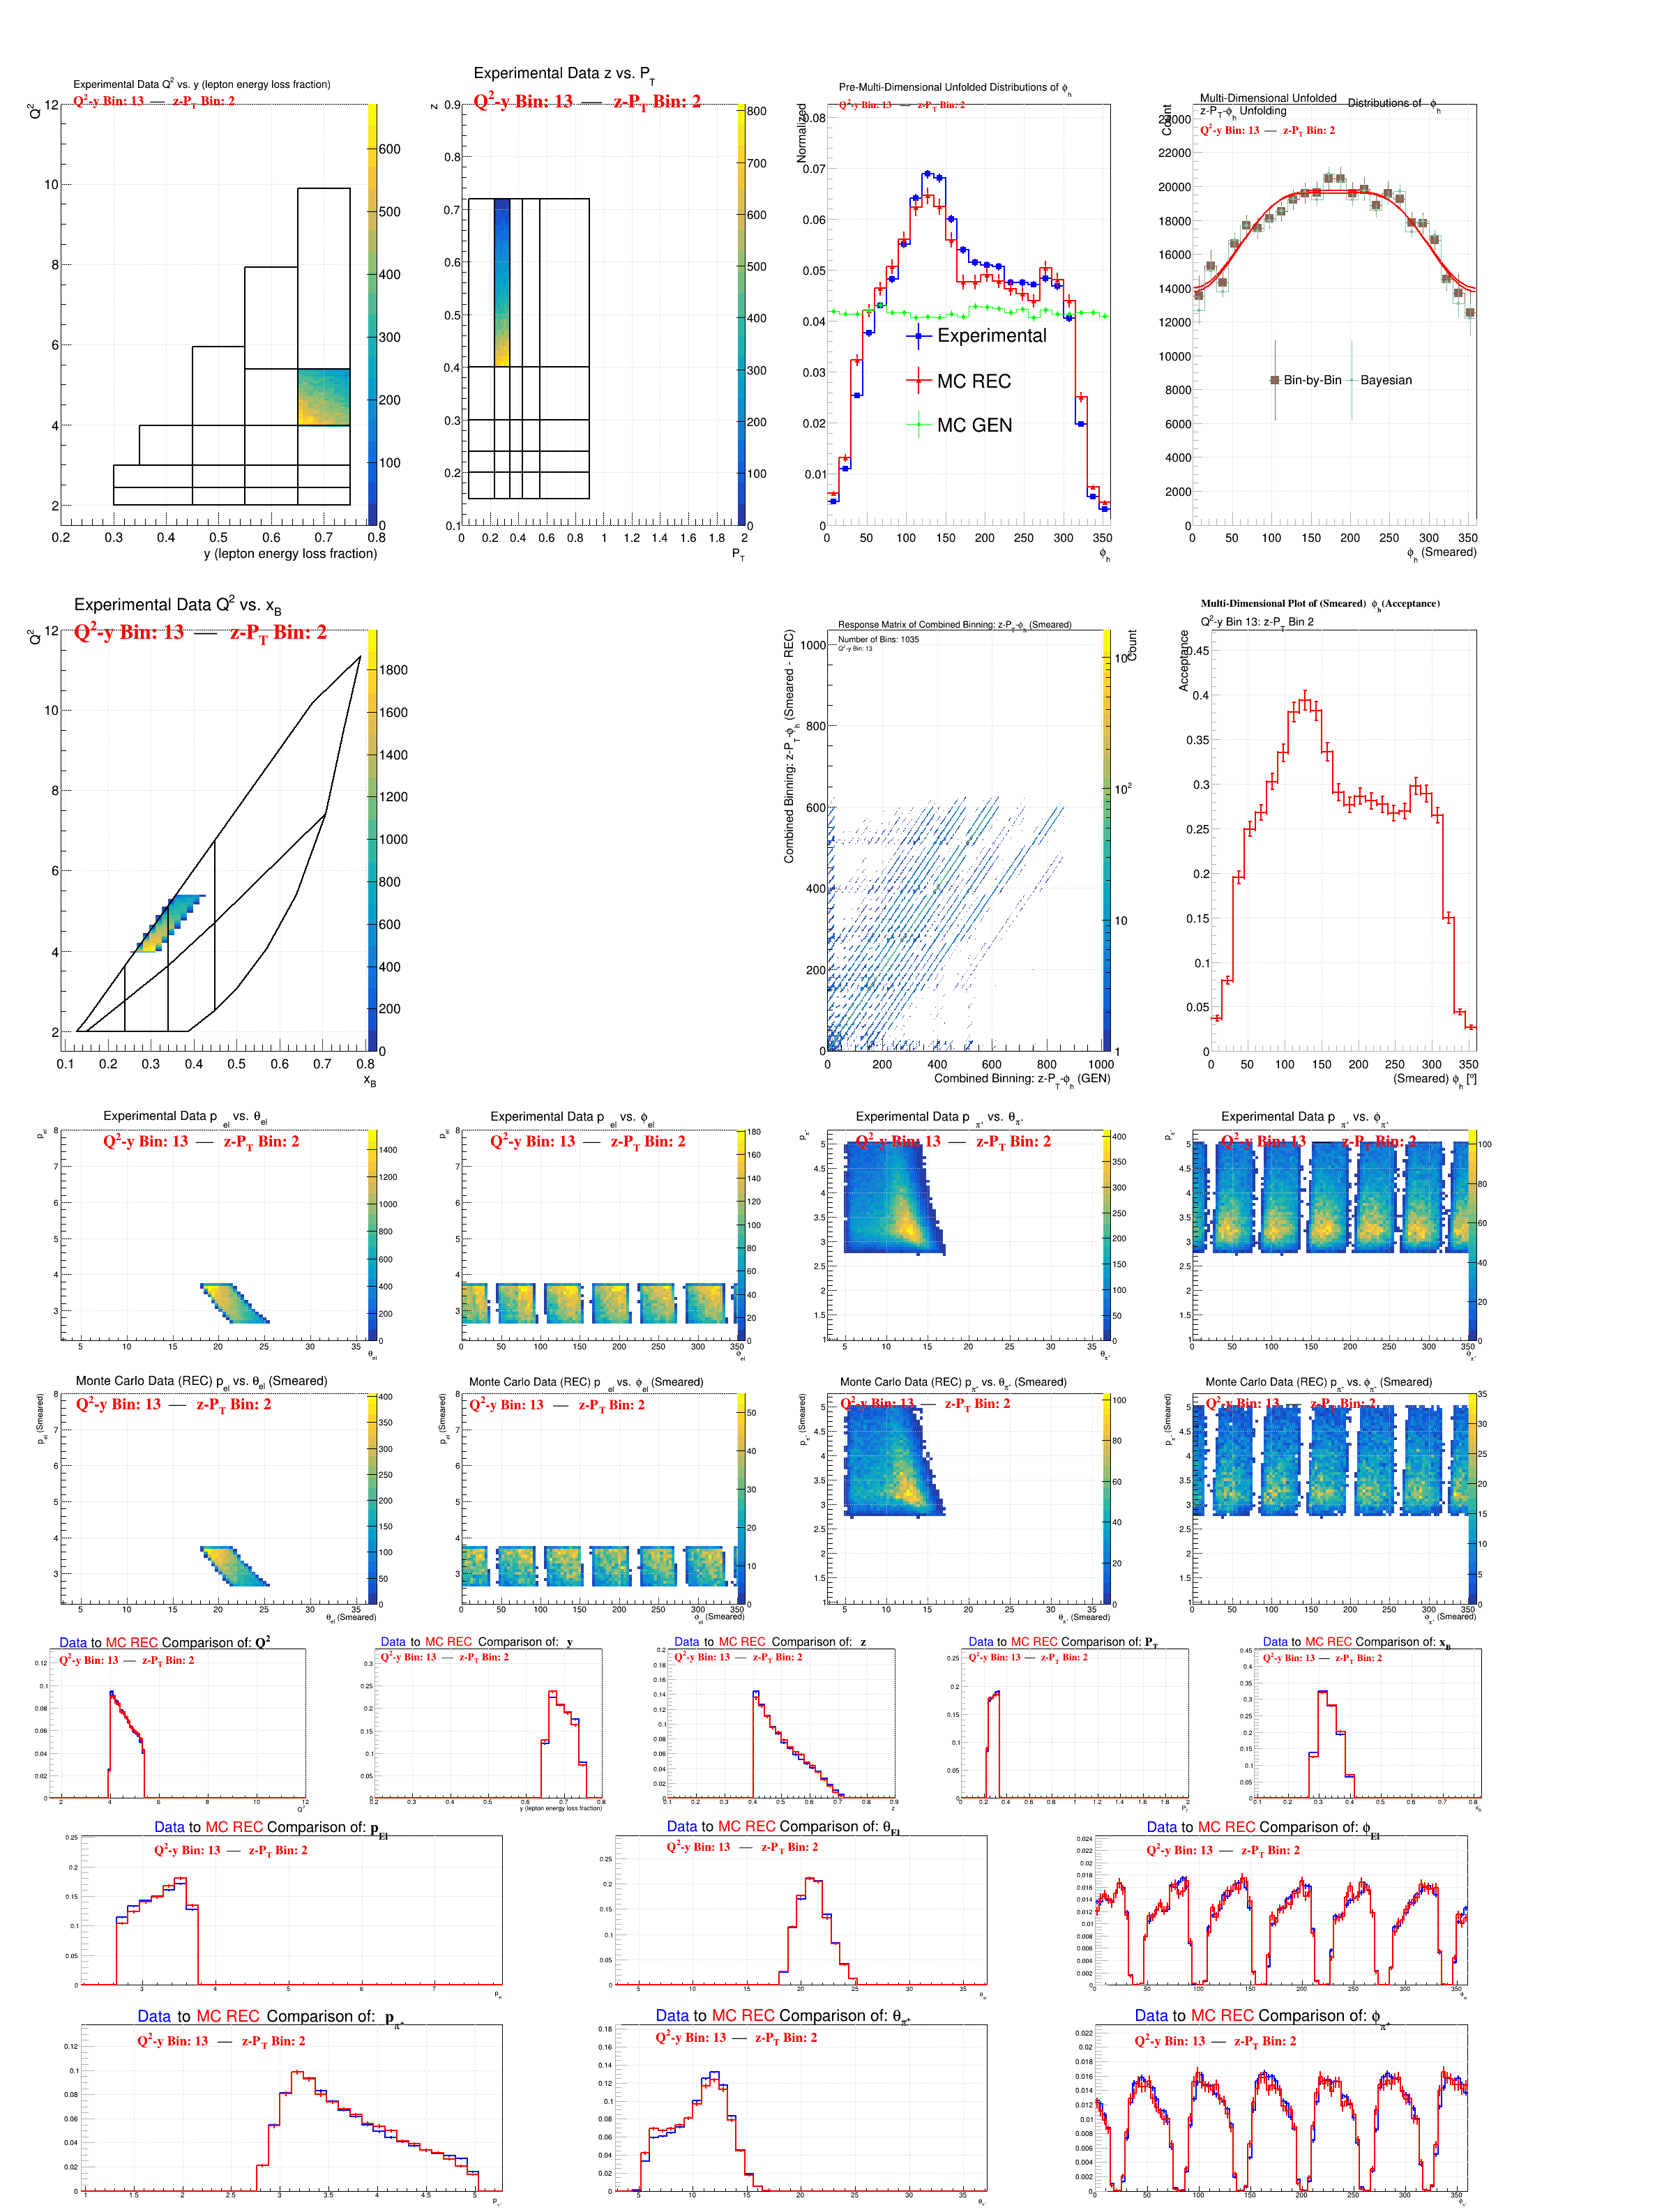 Experimental Data Q² vs. y (lepton energy loss fraction)
Q²-y Bin: 13 — z-P_T Bin: 2
Q²
y (lepton energy loss fraction)
Experimental Data z vs. P_T
Q²-y Bin: 13 — z-P_T Bin: 2
z
P_T
Pre-Multi-Dimensional Unfolded Distributions of ϕ_h
Q²-y Bin: 13 — z-P_T Bin: 2
Normalized
Experimental
MC REC
MC GEN
ϕ_h
Multi-Dimensional Unfolded Distributions of ϕ_h
z-P_T-ϕ_h Unfolding
Q²-y Bin: 13 — z-P_T Bin: 2
Count
Bin-by-Bin Bayesian
ϕ_h (Smeared)
Experimental Data Q² vs. x_B
Q²-y Bin: 13 — z-P_T Bin: 2
Q²
x_B
Response Matrix of Combined Binning: z-P_T-ϕ_h (Smeared)
Number of Bins: 1035
Q²-y Bin: 13
Combined Binning: z-P_T-ϕ_h (Smeared - REC)
Count
Combined Binning: z-P_T-ϕ_h (GEN)
Multi-Dimensional Plot of (Smeared) ϕ_h (Acceptance)
Q²-y Bin 13: z-P_T Bin 2
Acceptance
(Smeared) ϕ_h [°]
Experimental Data p_el vs. θ_el
Q²-y Bin: 13 — z-P_T Bin: 2
p_el
θ_el
Experimental Data p_el vs. ϕ_el
Q²-y Bin: 13 — z-P_T Bin: 2
p_el
ϕ_el
Experimental Data p_π⁺ vs. θ_π⁺
Q²-y Bin: 13 — z-P_T Bin: 2
p_π⁺
θ_π⁺
Experimental Data p_π⁺ vs. ϕ_π⁺
Q²-y Bin: 13 — z-P_T Bin: 2
p_π⁺
ϕ_π⁺
Monte Carlo Data (REC) p_el vs. θ_el (Smeared)
Q²-y Bin: 13 — z-P_T Bin: 2
p_el (Smeared)
θ_el (Smeared)
Monte Carlo Data (REC) p_el vs. ϕ_el (Smeared)
Q²-y Bin: 13 — z-P_T Bin: 2
p_el (Smeared)
ϕ_el (Smeared)
Monte Carlo Data (REC) p_π⁺ vs. θ_π⁺ (Smeared)
Q²-y Bin: 13 — z-P_T Bin: 2
p_π⁺ (Smeared)
θ_π⁺ (Smeared)
Monte Carlo Data (REC) p_π⁺ vs. ϕ_π⁺ (Smeared)
Q²-y Bin: 13 — z-P_T Bin: 2
p_π⁺ (Smeared)
ϕ_π⁺ (Smeared)
Data to MC REC Comparison of: Q²
Q²-y Bin: 13 — z-P_T Bin: 2
Q²
Data to MC REC Comparison of: y
Q²-y Bin: 13 — z-P_T Bin: 2
y (lepton energy loss fraction)
Data to MC REC Comparison of: z
Q²-y Bin: 13 — z-P_T Bin: 2
z
Data to MC REC Comparison of: P_T
Q²-y Bin: 13 — z-P_T Bin: 2
P_T
Data to MC REC Comparison of: x_B
Q²-y Bin: 13 — z-P_T Bin: 2
x_B
Data to MC REC Comparison of: p_El
Q²-y Bin: 13 — z-P_T Bin: 2
p_el
Data to MC REC Comparison of: θ_El
Q²-y Bin: 13 — z-P_T Bin: 2
θ_el
Data to MC REC Comparison of: ϕ_El
Q²-y Bin: 13 — z-P_T Bin: 2
ϕ_el
Data to MC REC Comparison of: p_π⁺
Q²-y Bin: 13 — z-P_T Bin: 2
p_π⁺
Data to MC REC Comparison of: θ_π⁺
Q²-y Bin: 13 — z-P_T Bin: 2
θ_π⁺
Data to MC REC Comparison of: ϕ_π⁺
Q²-y Bin: 13 — z-P_T Bin: 2
ϕ_π⁺